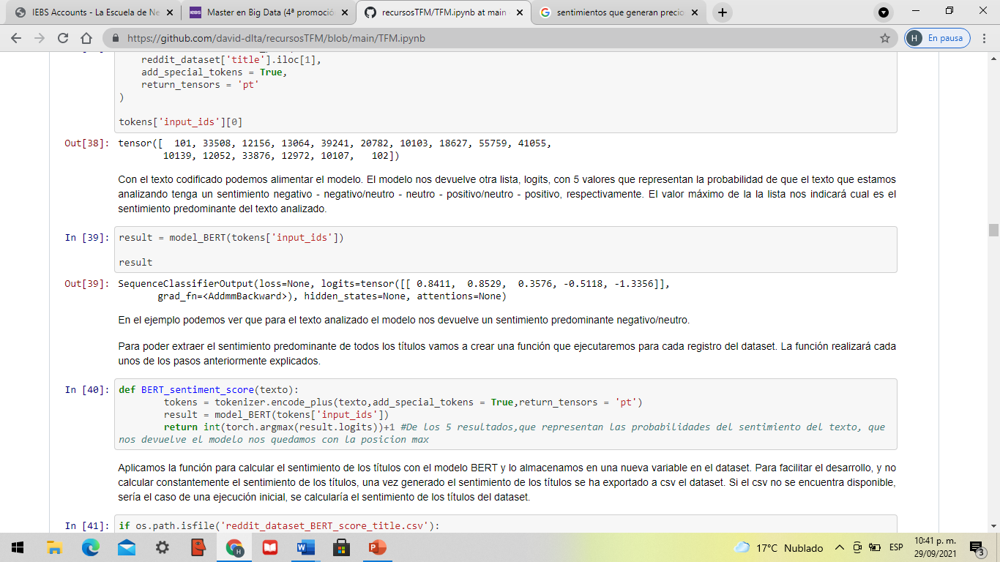 IEBS Accounts - La Escuela de Ne
Master en Big Data (4ª promoció
recursosTFM/TFM.ipynb at main
sentimientos que generan precio
https://github.com/david-dlta/recursosTFM/blob/main/TFM.ipynb
H En pausa
reddit_dataset['title'].iloc[1],
add_special_tokens = True,
return_tensors = 'pt'
)
tokens['input_ids'][0]
Out[38]: tensor([  101, 33508, 12156, 13064, 39241, 20782, 10103, 18627, 55759, 41055,
10139, 12052, 33876, 12972, 10107,   102])
Con el texto codificado podemos alimentar el modelo. El modelo nos devuelve otra lista, logits, con 5 valores que representan la probabilidad de que el texto que estamos
analizando tenga un sentimiento negativo - negativo/neutro - neutro - positivo/neutro - positivo, respectivamente. El valor máximo de la la lista nos indicará cual es el
sentimiento predominante del texto analizado.
In [39]: result = model_BERT(tokens['input_ids'])
result
Out[39]: SequenceClassifierOutput(loss=None, logits=tensor([[ 0.8411,  0.8529,  0.3576, -0.5118, -1.3356]],
grad_fn=<AddmmBackward>), hidden_states=None, attentions=None)
En el ejemplo podemos ver que para el texto analizado el modelo nos devuelve un sentimiento predominante negativo/neutro.
Para poder extraer el sentimiento predominante de todos los títulos vamos a crear una función que ejecutaremos para cada registro del dataset. La función realizará cada
unos de los pasos anteriormente explicados.
In [40]: def BERT_sentiment_score(texto):
tokens = tokenizer.encode_plus(texto,add_special_tokens = True,return_tensors = 'pt')
result = model_BERT(tokens['input_ids'])
return int(torch.argmax(result.logits))+1 #De los 5 resultados,que representan las probabilidades del sentimiento del texto, que
nos devuelve el modelo nos quedamos con la posicion max
Aplicamos la función para calcular el sentimiento de los títulos con el modelo BERT y lo almacenamos en una nueva variable en el dataset. Para facilitar el desarrollo, y no
calcular constantemente el sentimiento de los títulos, una vez generado el sentimiento de los títulos se ha exportado a csv el dataset. Si el csv no se encuentra disponible,
sería el caso de una ejecución inicial, se calcularía el sentimiento de los títulos del dataset.
In [41]: if os.path.isfile('reddit_dataset_BERT_score_title.csv'):
17°C Nublado
ESP
10:41 p. m.
29/09/2021
3